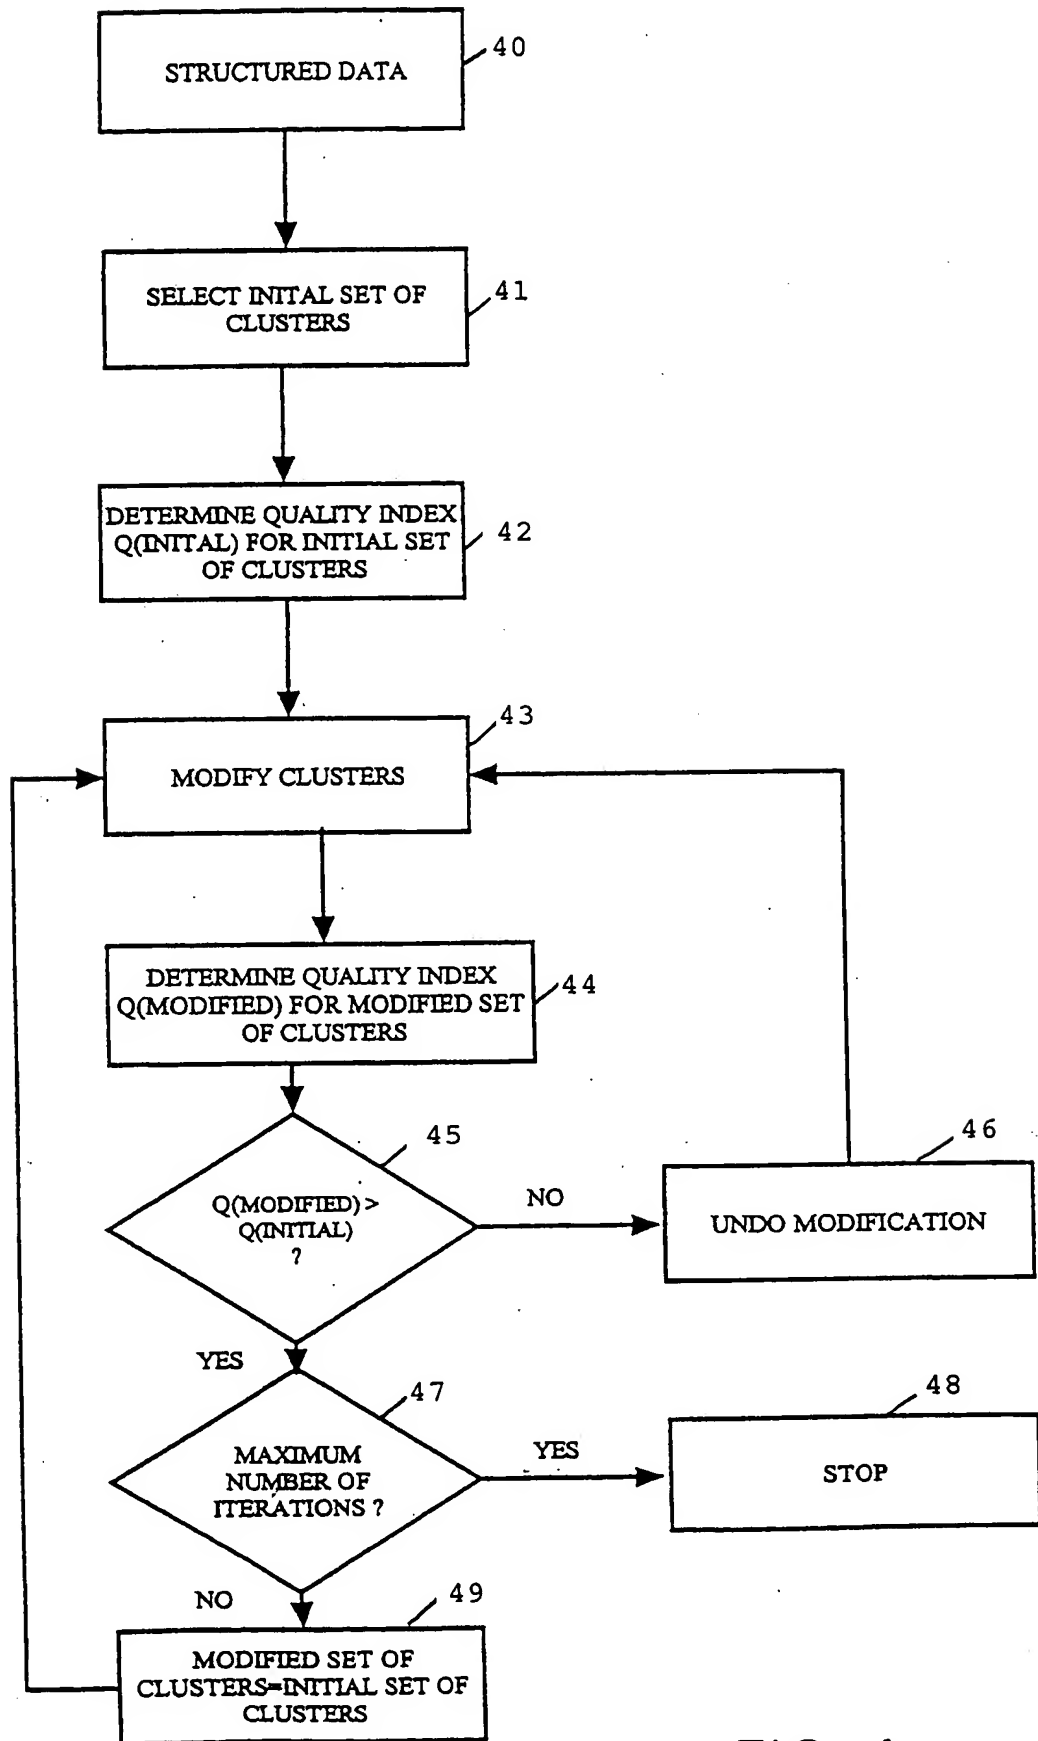 STRUCTURED DATA
40
SELECT INITAL SET OF
CLUSTERS
41
DETERMINE QUALITY INDEX
Q(INITAL) FOR INITIAL SET
OF CLUSTERS
42
43
MODIFY CLUSTERS
DETERMINE QUALITY INDEX
Q(MODIFIED) FOR MODIFIED SET
OF CLUSTERS
44
45
Q(MODIFIED) >
Q(INITIAL)
?
NO
46
UNDO MODIFICATION
YES
47
MAXIMUM
NUMBER OF
ITERATIONS ?
YES
48
STOP
NO
49
MODIFIED SET OF
CLUSTERS=INITIAL SET OF
CLUSTERS